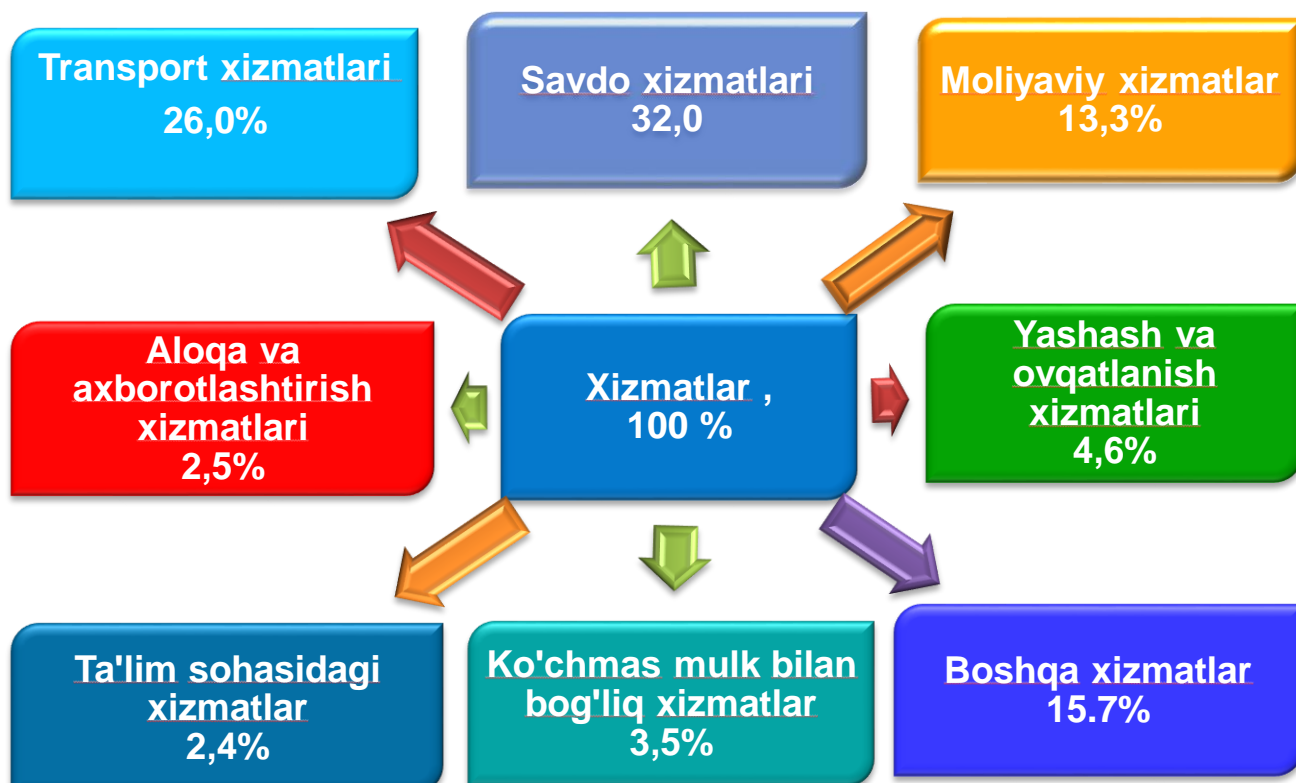 Transport xizmatlari
26,0%
Savdo xizmatlari
32,0
Moliyaviy xizmatlar
13,3%
Aloqa va
axborotlashtirish
xizmatlari
2,5%
Xizmatlar ,
100 %
Yashash va
ovqatlanish
xizmatlari
4,6%
Ta'lim sohasidagi
xizmatlar
2,4%
Ko'chmas mulk bilan
bog'liq xizmatlar
3,5%
Boshqa xizmatlar
15.7%